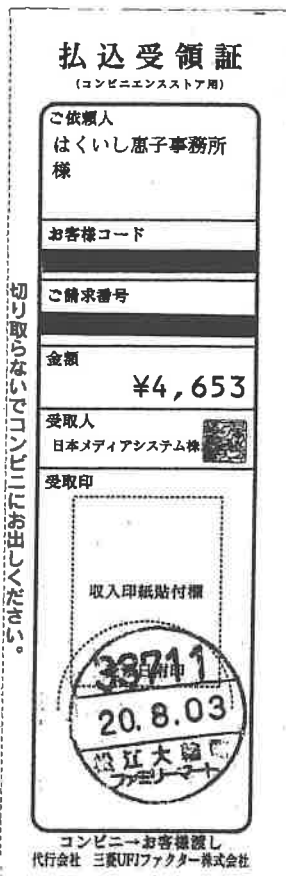 払込受領証
(コンビニエンスストア用)
ご依頼人
はくいし恵子事務所
様
お客様コード
ご請求番号
金額
¥4,653
受取人
日本メディアシステム株
受取印
収入印紙貼付欄
33711
20.8.03
江大
ファミリーマート
コンビニ→お客様渡し
代行会社 三菱UFJファクター株式会社
切り取らないでコンビニにお出しください。